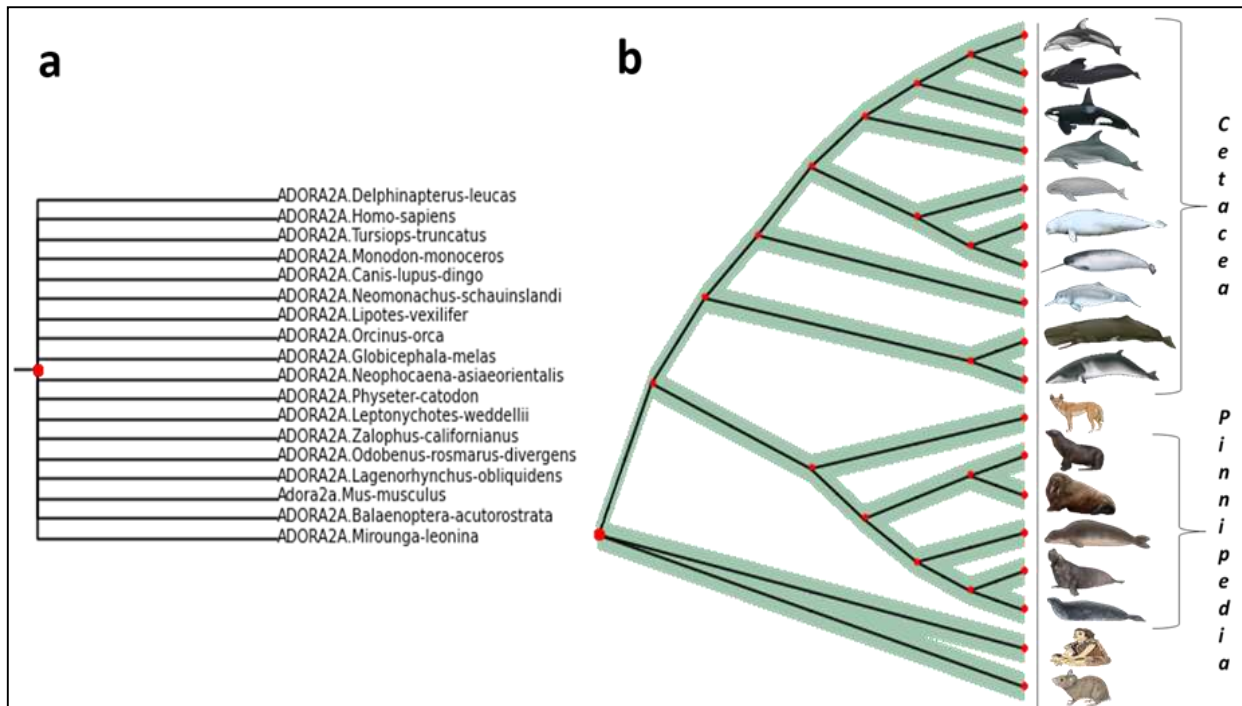 a
b
ADORA2A.Delphinapterus-leucas
ADORA2A.Homo-sapiens
ADORA2A.Tursiops-truncatus
ADORA2A.Monodon-monoceros
ADORA2A.Canis-lupus-dingo
ADORA2A.Neomonachus-schauinslandi
ADORA2A.Lipotes-vexilifer
ADORA2A.Orcinus-orca
ADORA2A.Globicephala-melas
ADORA2A.Neophocaena-asiaeorientalis
ADORA2A.Physeter-catodon
ADORA2A.Leptonychotes-weddellii
ADORA2A.Zalophus-californianus
ADORA2A.Odobenus-rosmarus-divergens
ADORA2A.Lagenorhynchus-obliquidens
Adora2a.Mus-musculus
ADORA2A.Balaenoptera-acutorostrata
ADORA2A.Mirounga-leonina
Cetacea
Pinnipedia